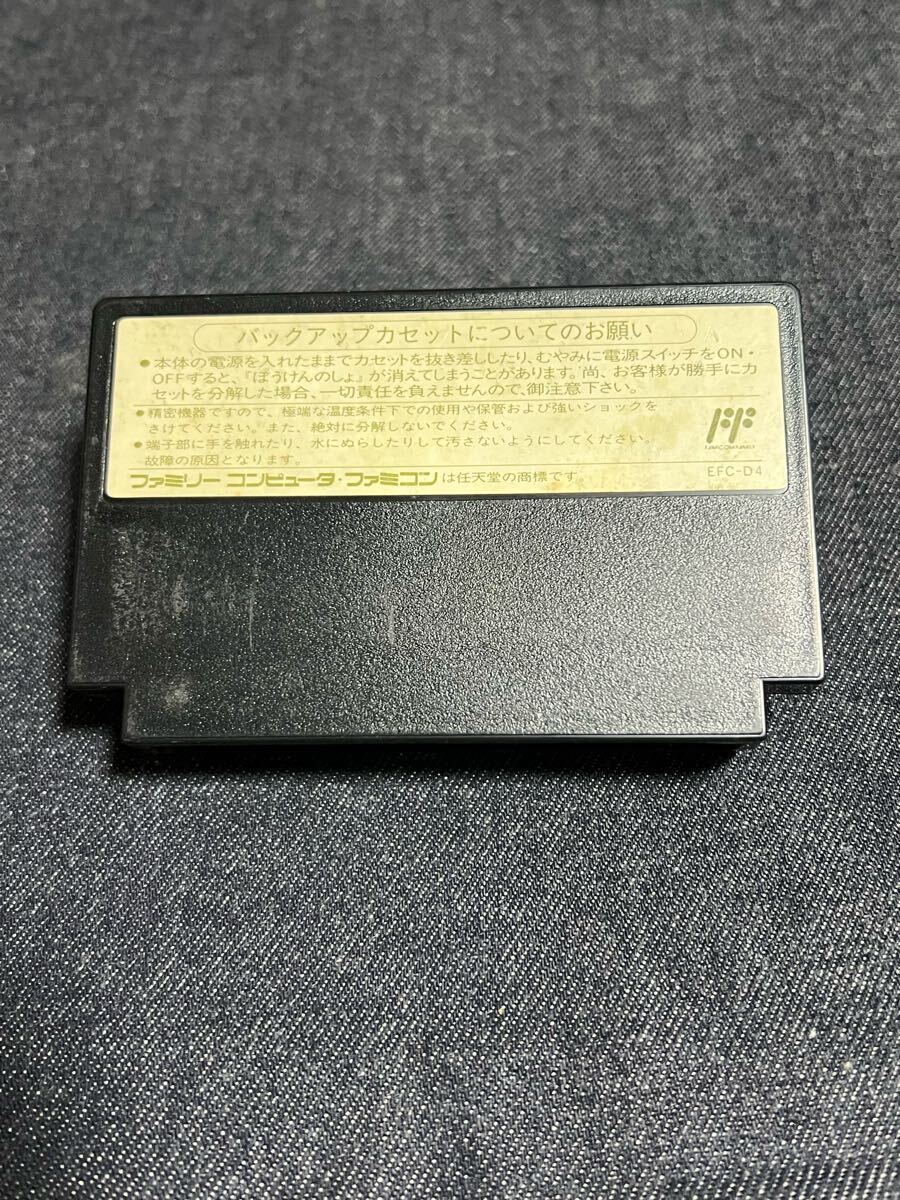 バックアップカセットについてのお願い
●本体の電源を入れたままでカセットを抜き差ししたり、むやみに電源スイッチをON・
OFFすると、『ぼうけんのしょ』が消えてしまうことがあります。尚、お客様が勝手にカ
セットを分解した場合、一切責任を負えませんので、御注意下さい。
●精密機器ですので、極端な温度条件下での使用や保管および強いショックを
さけてください。また、絶対に分解しないでください。
●端子部に手を触れたり、水にぬらしたりして汚さないようにしてください。
故障の原因となります。
ファミリーコンピュータ・ファミコンは任天堂の商標です。
EFC-D4